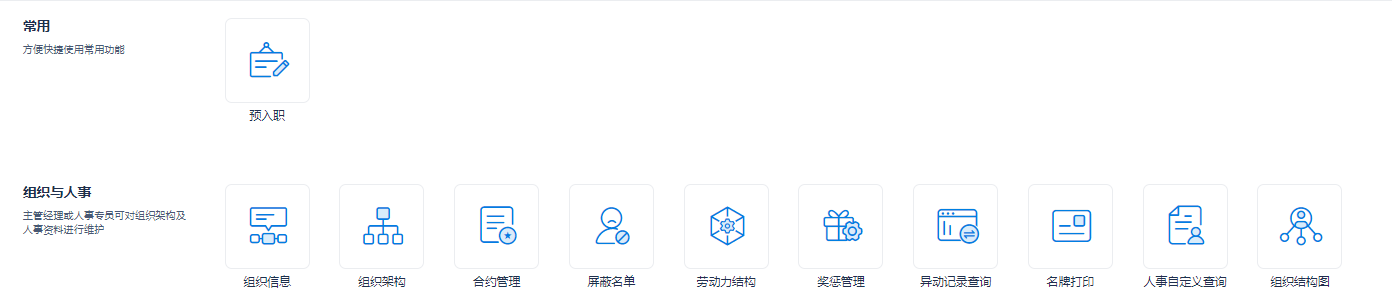 常用
方便快捷使用常用功能
预入职
组织与人事
主管经理或人事专员可对组织架构及
人事资料进行维护
组织信息
组织架构
合约管理
屏蔽名单
劳动力结构
奖惩管理
异动记录查询
名牌打印
人事自定义查询
组织结构图